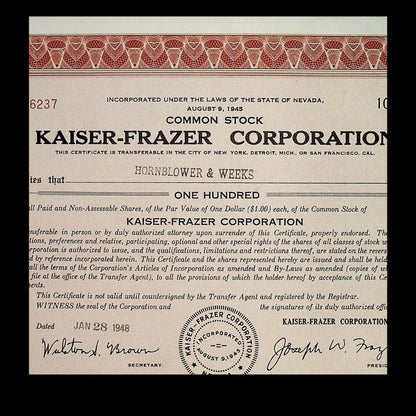 6237
INCORPORATED UNDER THE LAWS OF THE STATE OF NEVADA,
10
AUGUST 9, 1945
COMMON STOCK
KAISER-FRAZER CORPORATION
THIS CERTIFICATE IS TRANSFERABLE IN THE CITY OF NEW YORK, DETROIT, MICH., OR SAN FRANCISCO, CAL.
ies that HORNBLOWER & WEEKS
ONE HUNDRED
ll Paid and Non-Assessable Shares, of the Par Value of One Dollar ($1.00) each, of the Common Stock of
KAISER-FRAZER CORPORATION
nsferable in person or by duly authorized attorney upon surrender of this Certificate, properly endorsed. The
tions, preferences and relative, participating, optional and other special rights of the shares of all classes of stock w
corporation is authorized to issue, and the qualifications, limitations and restrictions thereof, are stated on the revers
d by reference incorporated herein. This Certificate and the shares represented hereby are issued and shall be held
all the terms of the Corporation's Articles of Incorporation as amended and By-Laws as amended (copies of wh
file at office of the Transfer Agent), to all the provisions of which the holder hereof by acceptance of this Certi
ents.
This Certificate is not valid until countersigned by the Transfer Agent and registered by the Registrar.
WITNESS the seal of the Corporation and the signatures of its duly authorized offic
KAISER-FRAZER CORPORAT
Dated JAN 28 1948
KAISER-FRAZER CORPORATION
INCORPORATED
AUGUST 9, 1945
Joseph W. Fraz
SECRETARY.
PRESID